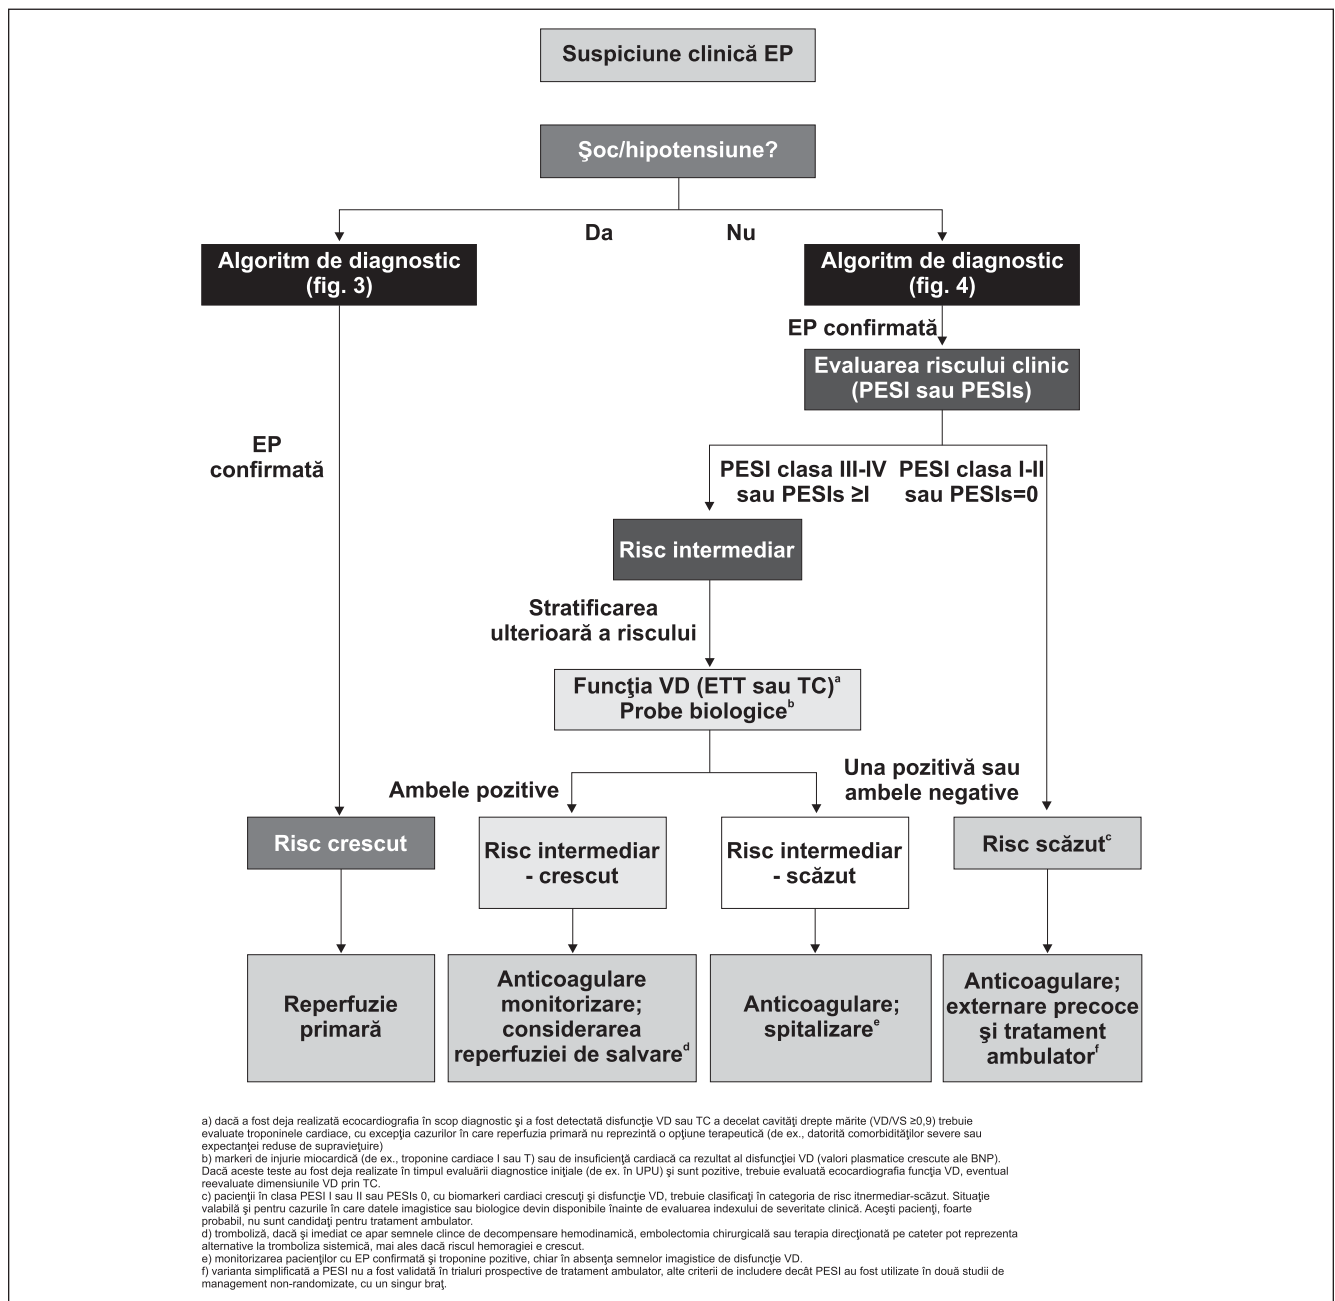 Suspiciune clinică EP
Şoc/hipotensiune?
Da
Nu
Algoritm de diagnostic
(fig. 3)
Algoritm de diagnostic
(fig. 4)
EP confirmată
Evaluarea riscului clinic
(PESI sau PESIs)
EP
confirmată
PESI clasa III-IV
sau PESIs ≥I
PESI clasa I-II
sau PESIs=0
Risc intermediar
Stratificarea
ulterioară a riscului
Funcţia VD (ETT sau TC)a
Probe biologiceb
Ambele pozitive
Una pozitivă sau
ambele negative
Risc crescut
Risc intermediar
- crescut
Risc intermediar
- scăzut
Risc scăzutc
Reperfuzie
primară
Anticoagulare
monitorizare;
considerarea
reperfuziei de salvared
Anticoagulare;
spitalizaree
Anticoagulare;
externare precoce
şi tratament
ambulatorf
a) dacă a fost deja realizată ecocardiografia în scop diagnostic şi a fost detectată disfuncţie VD sau TC a decelat cavităţi drepte mărite (VD/VS ≥0,9) trebuie
evaluate troponinele cardiace, cu excepţia cazurilor în care reperfuzia primară nu reprezintă o opţiune terapeutică (de ex., datorită comorbidităţilor severe sau
expectanţei reduse de supravieţuire)
b) markeri de injurie miocardică (de ex., troponine cardiace I sau T) sau de insuficienţă cardiacă ca rezultat al disfuncţiei VD (valori plasmatice crescute ale BNP).
Dacă aceste teste au fost deja realizate în timpul evaluării diagnostice iniţiale (de ex. în UPU) şi sunt pozitive, trebuie evaluată ecocardiografia funcţia VD, eventual
reevaluate dimensiunile VD prin TC.
c) pacienţii în clasa PESI I sau II sau PESIs 0, cu biomarkeri cardiaci crescuţi şi disfuncţie VD, trebuie clasificaţi în categoria de risc itnermediar-scăzut. Situaţie
valabilă şi pentru cazurile în care datele imagistice sau biologice devin disponibile înainte de evaluarea indexului de severitate clinică. Aceşti pacienţi, foarte
probabil, nu sunt candidaţi pentru tratament ambulator.
d) tromboliză, dacă şi imediat ce apar semnele clince de decompensare hemodinamică, embolectomia chirurgicală sau terapia direcţionată pe cateter pot reprezenta
alternative la tromboliza sistemică, mai ales dacă riscul hemoragiei e crescut.
e) monitorizarea pacienţilor cu EP confirmată şi troponine pozitive, chiar în absenţa semnelor imagistice de disfuncţie VD.
f) varianta simplificată a PESI nu a fost validată în trialuri prospective de tratament ambulator, alte criterii de includere decât PESI au fost utilizate în două studii de
management non-randomizate, cu un singur braţ.